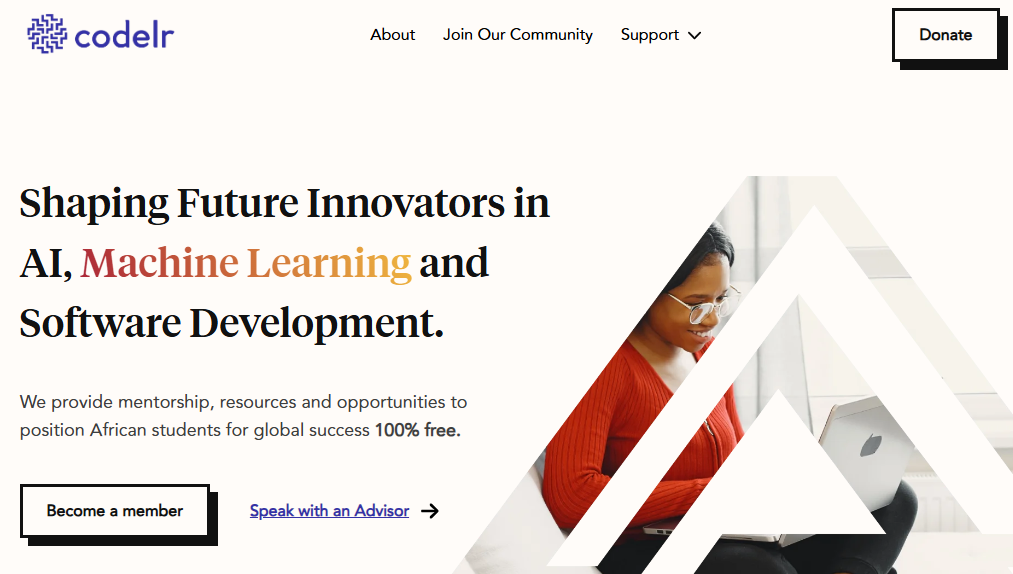 codelr
About
Join Our Community
Support
Donate
Shaping Future Innovators in
AI, Machine Learning and
Software Development.
We provide mentorship, resources and opportunities to
position African students for global success 100% free.
Become a member
Speak with an Advisor